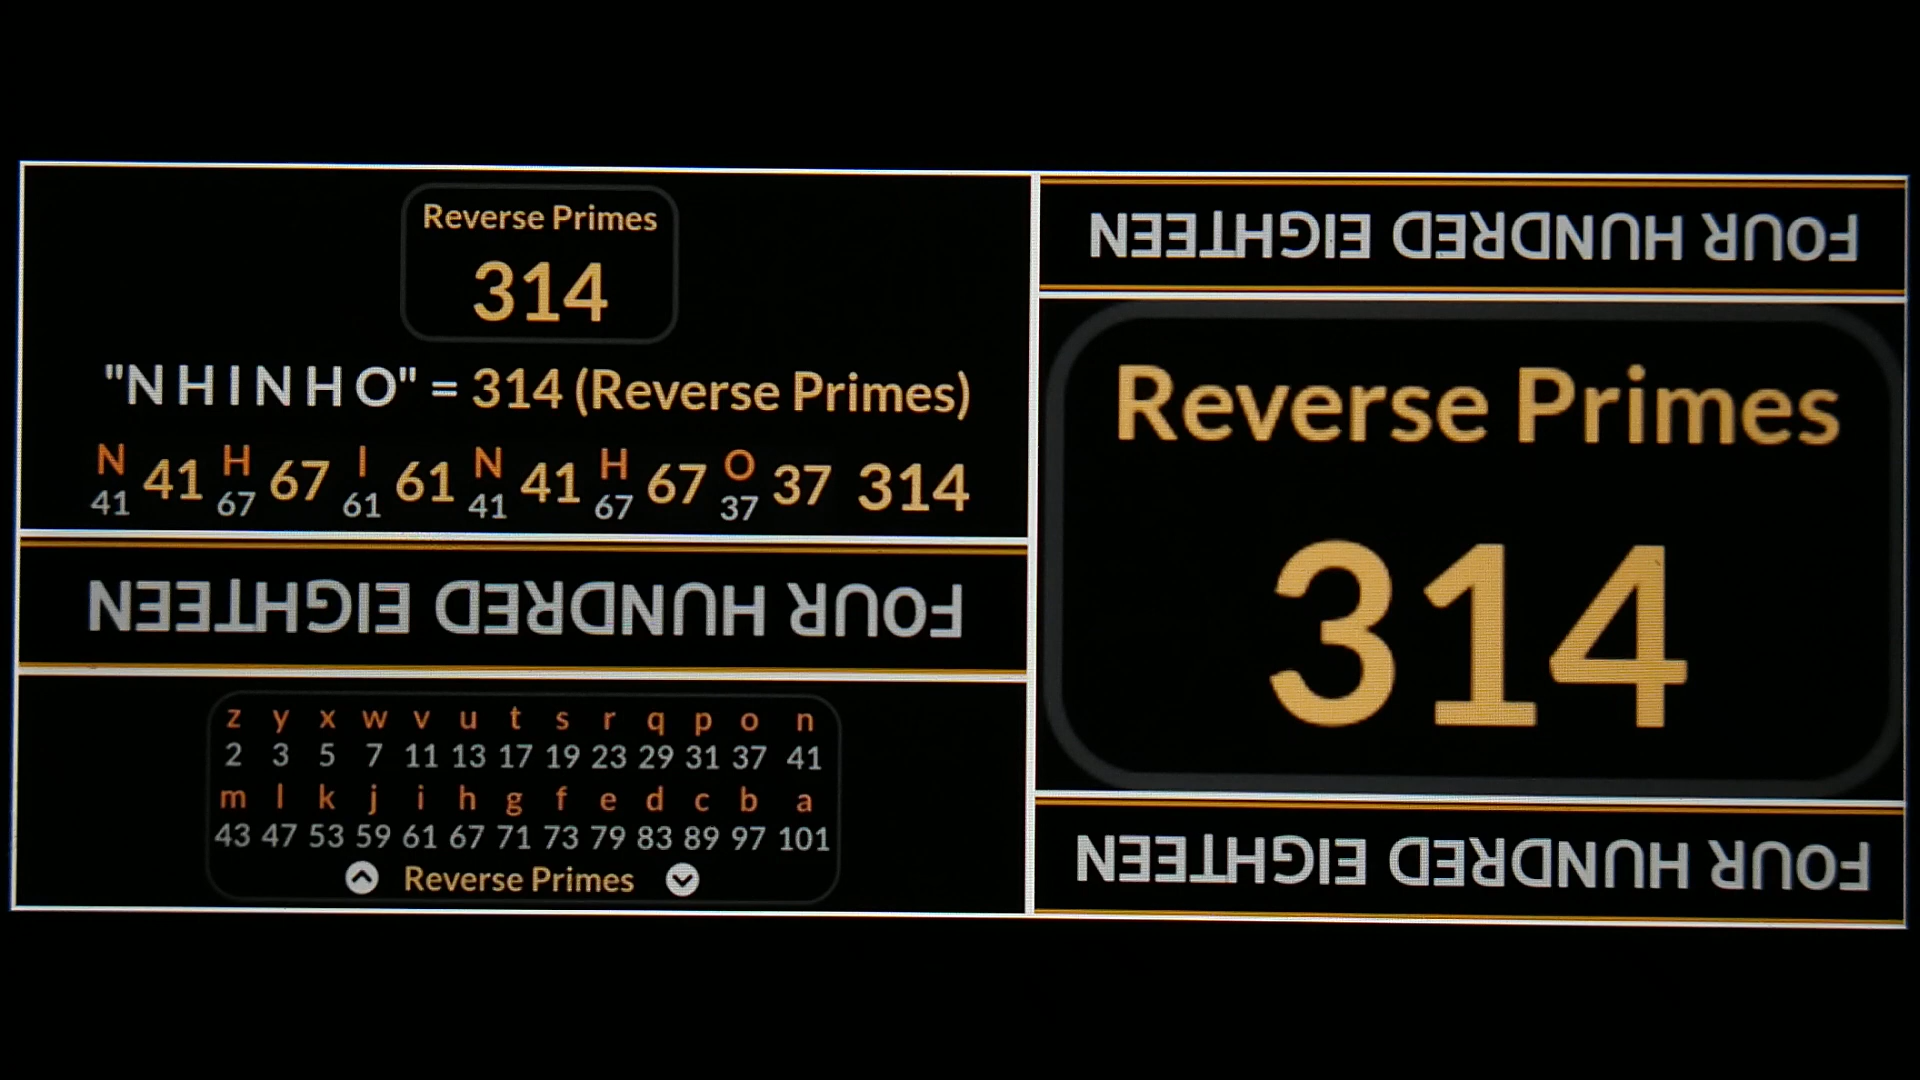 Reverse Primes
314
"N H I N H O" = 314 (Reverse Primes)
N 41 H 67 I 61 N 41 H 67 O 37 314
41 67 61 41 67 37
FOUR HUNDRED EIGHTEEN
z y x w v u t s r q p o n
2 3 5 7 11 13 17 19 23 29 31 37 41
m l k j i h g f e d c b a
43 47 53 59 61 67 71 73 79 83 89 97 101
Reverse Primes
FOUR HUNDRED EIGHTEEN
Reverse Primes
314
FOUR HUNDRED EIGHTEEN